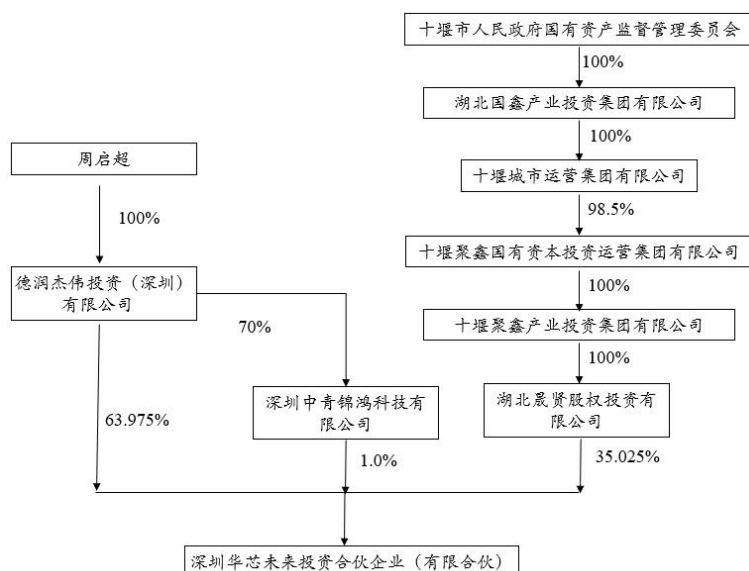 十堰市人民政府国有资产监督管理委员会
100%
湖北国鑫产业投资集团有限公司
100%
周启超
十堰城市运营集团有限公司
98.5%
100%
十堰聚鑫国有资本投资运营集团有限公司
德润杰伟投资（深圳）
有限公司
100%
70%
十堰聚鑫产业投资集团有限公司
100%
深圳中青锦鸿科技有
限公司
湖北晟贤股权投资有
限公司
63.975%
1.0%
35.025%
深圳华芯未来投资合伙企业（有限合伙）